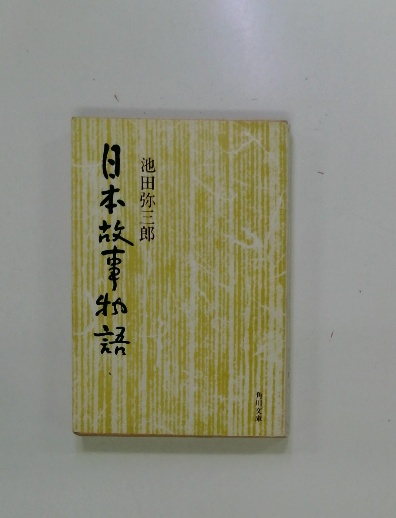 池田弥三郎
日本故事物語
角川文庫